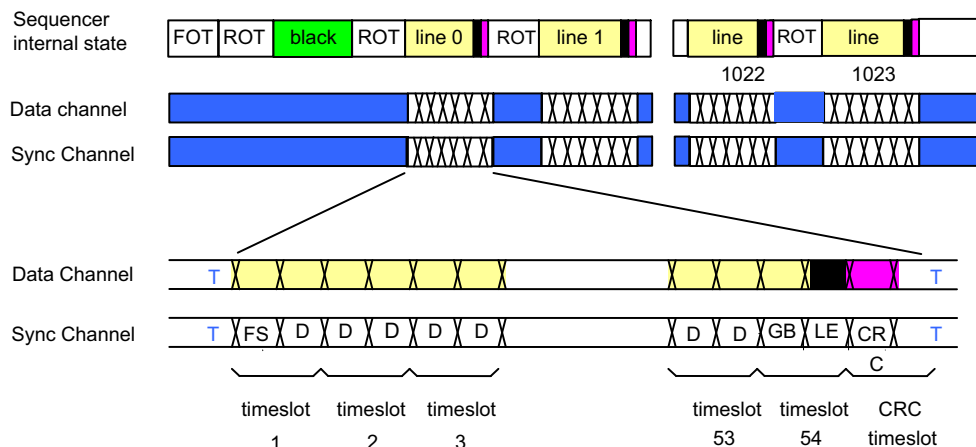 Sequencer
internal state
FOT ROT black ROT line 0 ROT line 1 line ROT line
1022 1023
Data channel
Sync Channel
Data Channel T T
Sync Channel T FS D D D D D D D GB LE CR T
C
timeslot timeslot timeslot timeslot timeslot CRC
1 2 3 53 54 timeslot